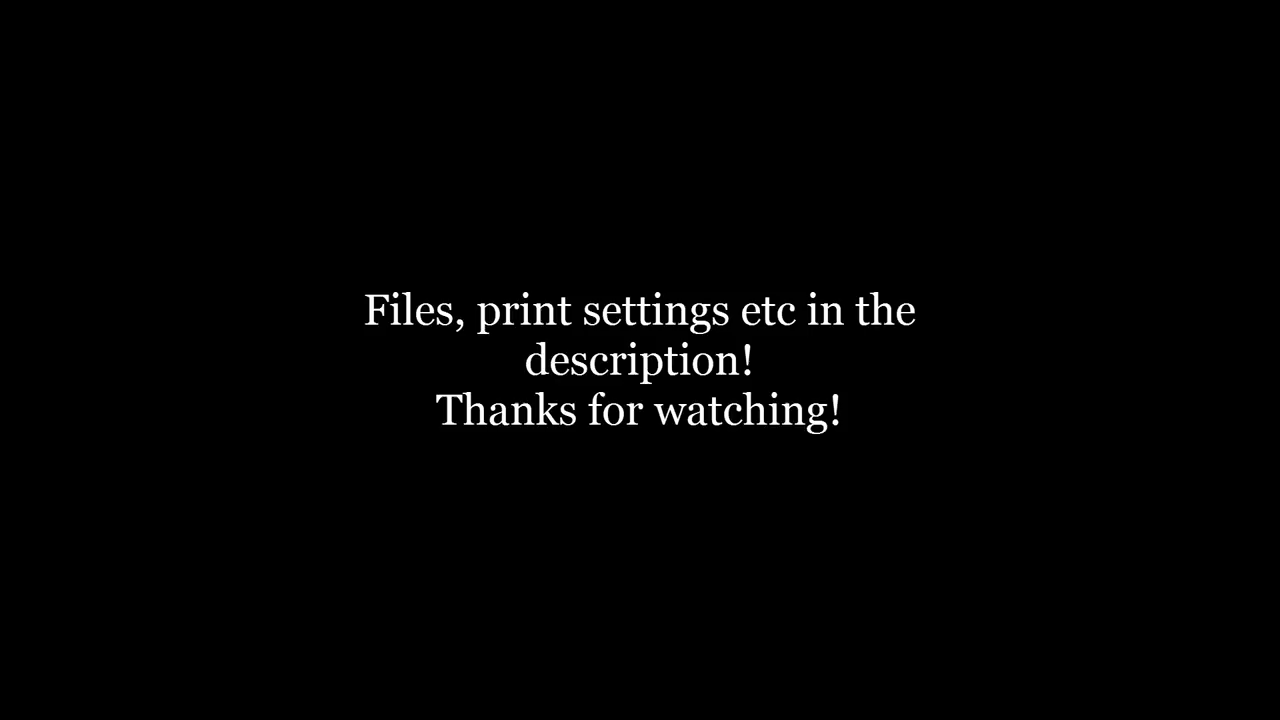 Files, print settings etc in the
description!
Thanks for watching!